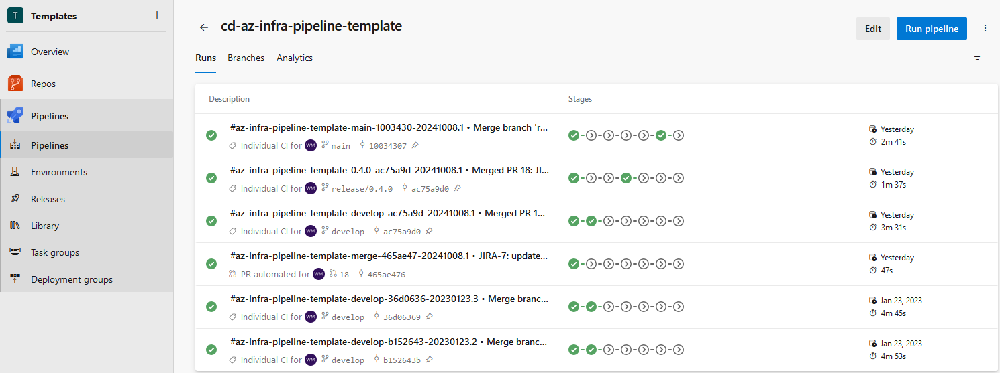 T Templates +
Overview
Repos
Pipelines
Pipelines
Environments
Releases
Library
Task groups
Deployment groups
cd-az-infra-pipeline-template
Edit
Run pipeline
Runs Branches Analytics
Description Stages
#az-infra-pipeline-template-main-1003430-20241008.1 • Merge branch 'r...
Individual CI for WM main 10034307
Yesterday
2m 41s
#az-infra-pipeline-template-0.4.0-ac75a9d-20241008.1 • Merged PR 18: JI...
Individual CI for WM release/0.4.0 ac75a9d0
Yesterday
1m 37s
#az-infra-pipeline-template-develop-ac75a9d-20241008.1 • Merged PR 1...
Individual CI for WM develop ac75a9d0
Yesterday
3m 31s
#az-infra-pipeline-template-merge-465ae47-20241008.1 • JIRA-7: update...
PR automated for WM 18 465ae476
Yesterday
47s
#az-infra-pipeline-template-develop-36d0636-20230123.3 • Merge branc...
Individual CI for WM develop 36d06369
Jan 23, 2023
4m 45s
#az-infra-pipeline-template-develop-b152643-20230123.2 • Merge branc...
Individual CI for WM develop b152643b
Jan 23, 2023
4m 53s